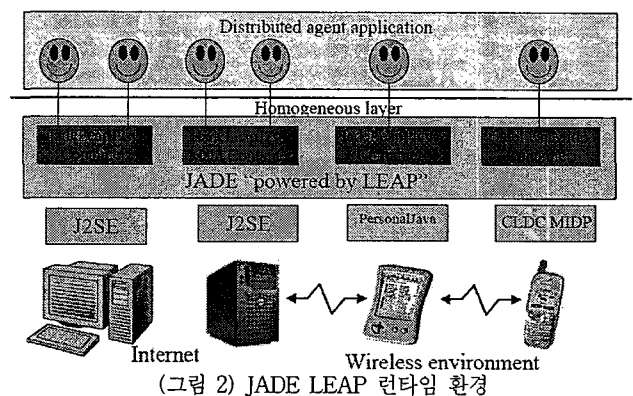 Distributed agent application
Homogeneous layer
JADE "powered by LEAP"
J2SE
J2SE
PersonalJava
CLDC MIDP
Internet
Wireless environment
(그림 2) JADE LEAP 런타임 환경